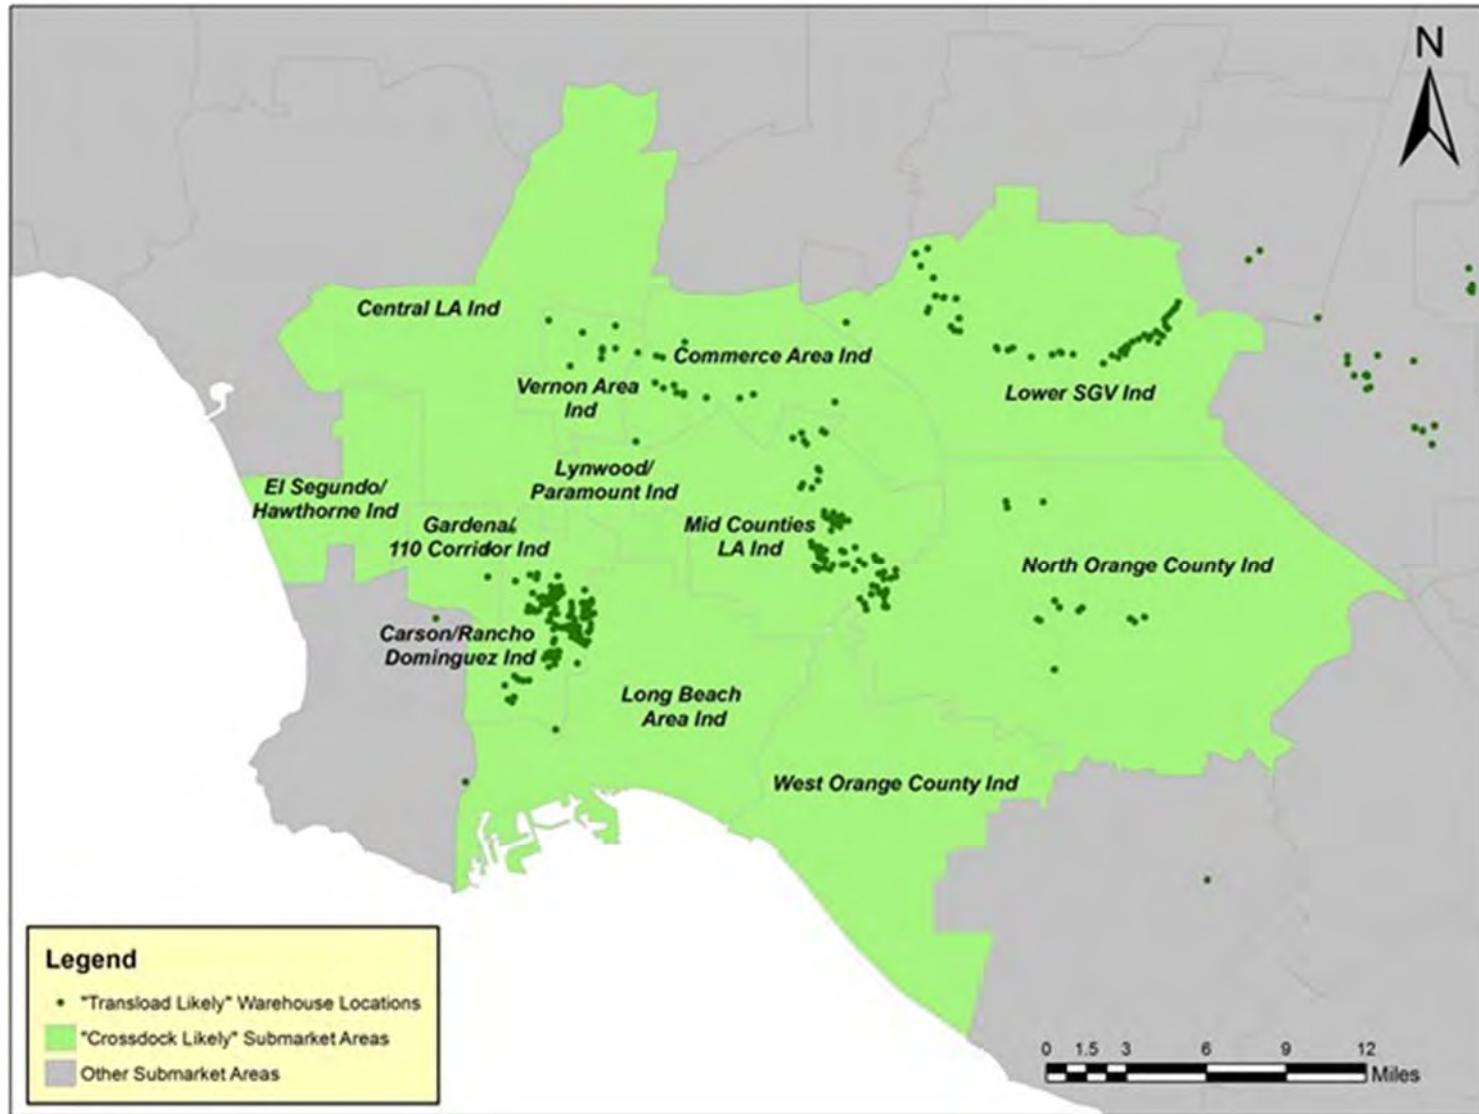 N
Central LA Ind
Commerce Area Ind
Vernon Area
Ind
Lower SGV Ind
Lynwood/
Paramount Ind
El Segundo/
Hawthorne Ind
Gardena/
110 Corridor Ind
Mid Counties
LA Ind
North Orange County Ind
Carson/Rancho
Dominguez Ind
Long Beach
Area Ind
West Orange County Ind
Legend
"Transload Likely" Warehouse Locations
"Crossdock Likely" Submarket Areas
Other Submarket Areas
0 1.5 3 6 9 12
Miles